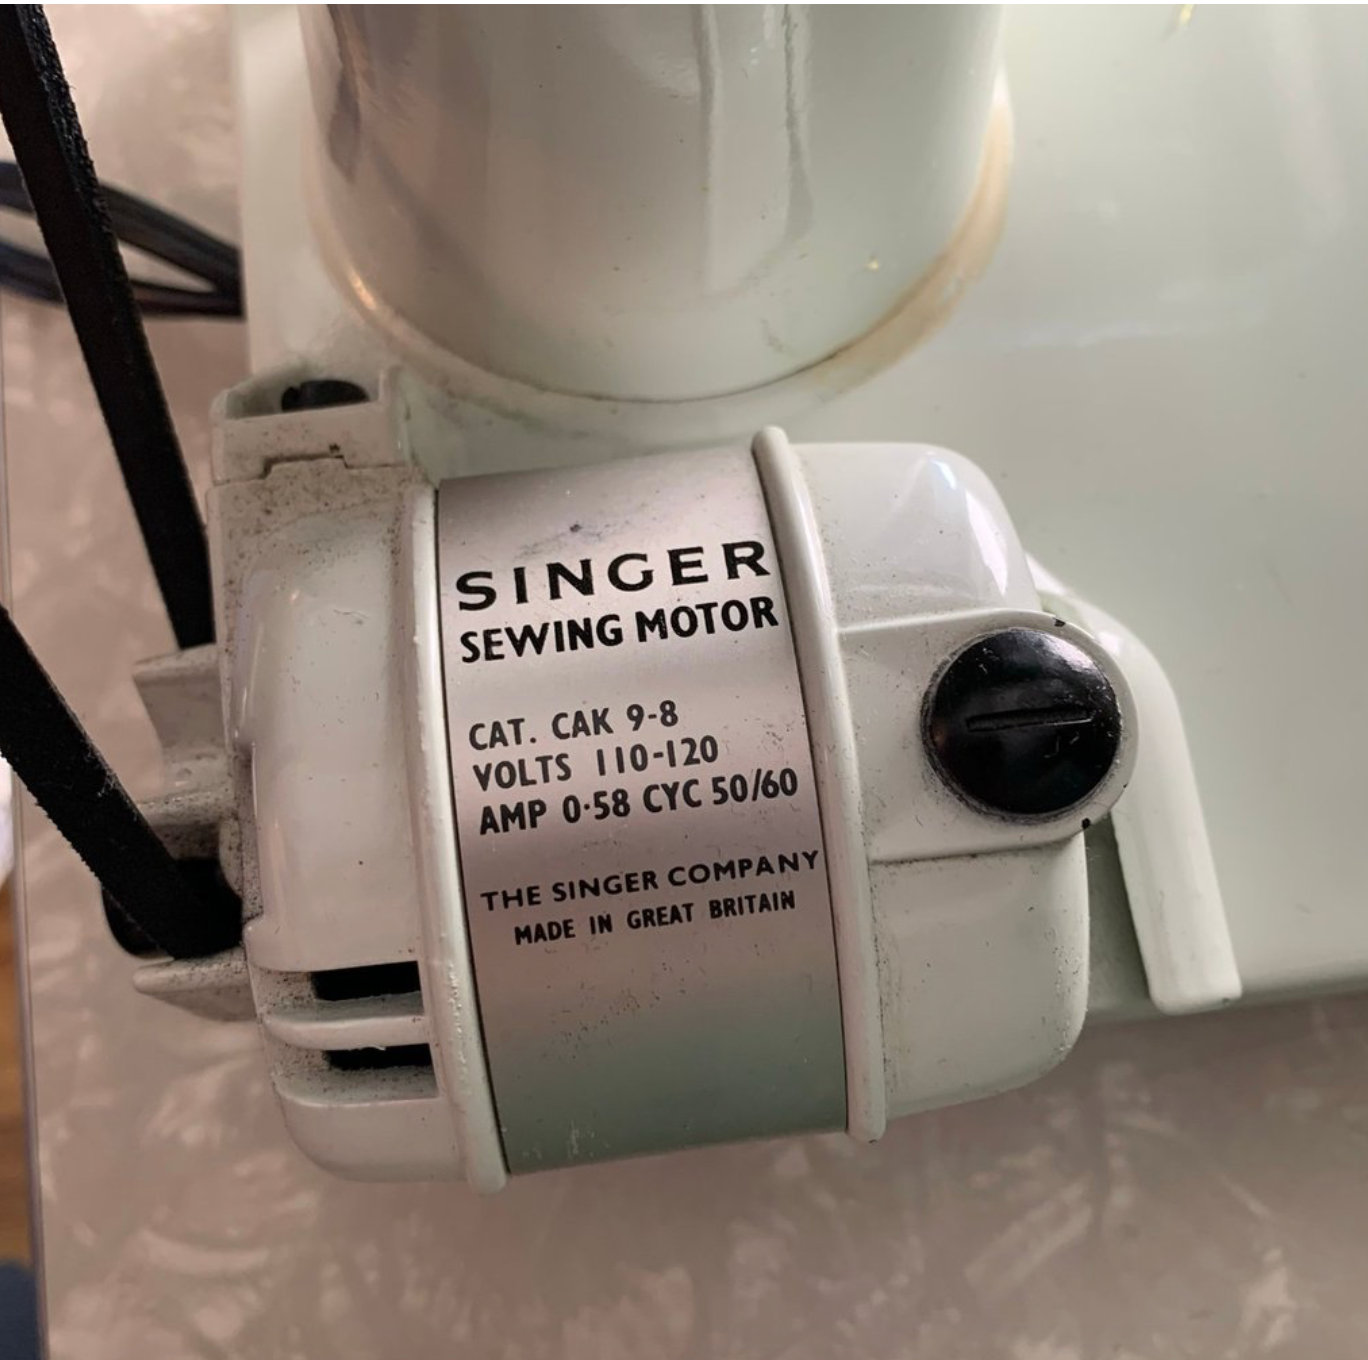 SINGER
SEWING MOTOR
CAT. CAK 9-8
VOLTS 110-120
AMP 0·58 CYC 50/60
THE SINGER COMPANY
MADE IN GREAT BRITAIN